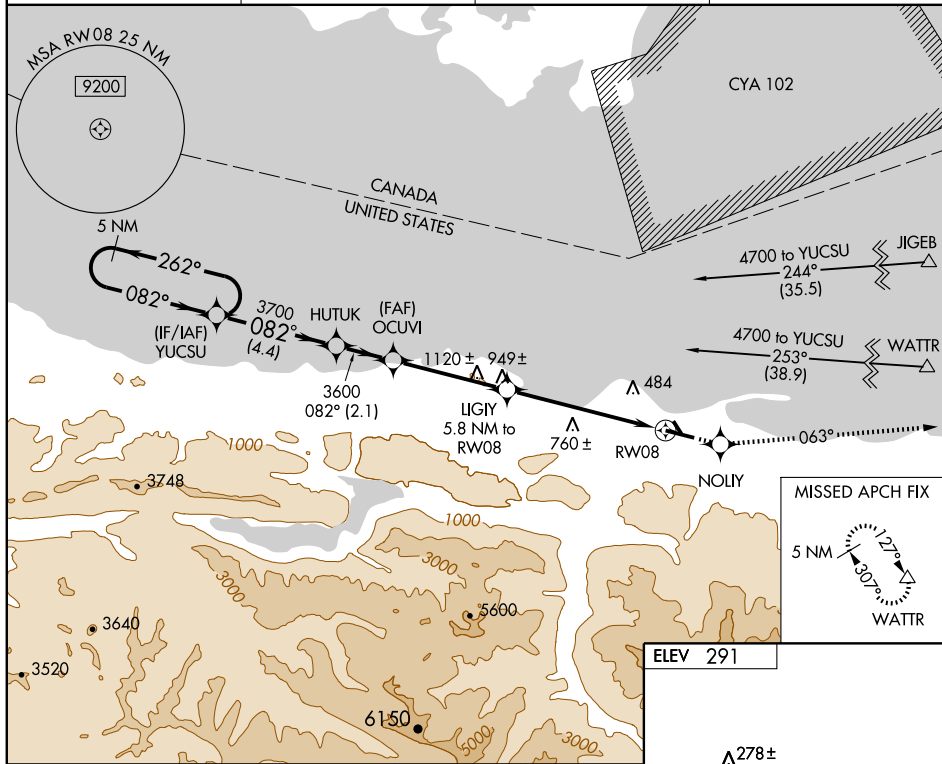 MSA RW08 25 NM
9200
CYA 102
CANADA
UNITED STATES
5 NM
262°
082°
(IF/IAF)
YUCSU
3700
082°
(4.4)
HUTUK
(FAF)
OCUVI
3600
082° (2.1)
1120 ±
949 ±
LIGIY
5.8 NM to
RW08
760 ±
484
RW08
NOLIY
063°
4700 to YUCSU
244°
(35.5)
JIGEB
4700 to YUCSU
253°
(38.9)
WATTR
1000
3748
1000
3000
3000
5600
3640
3520
6150
5000
3000
MISSED APCH FIX
5 NM
127°
307°
WATTR
ELEV 291
278 ±